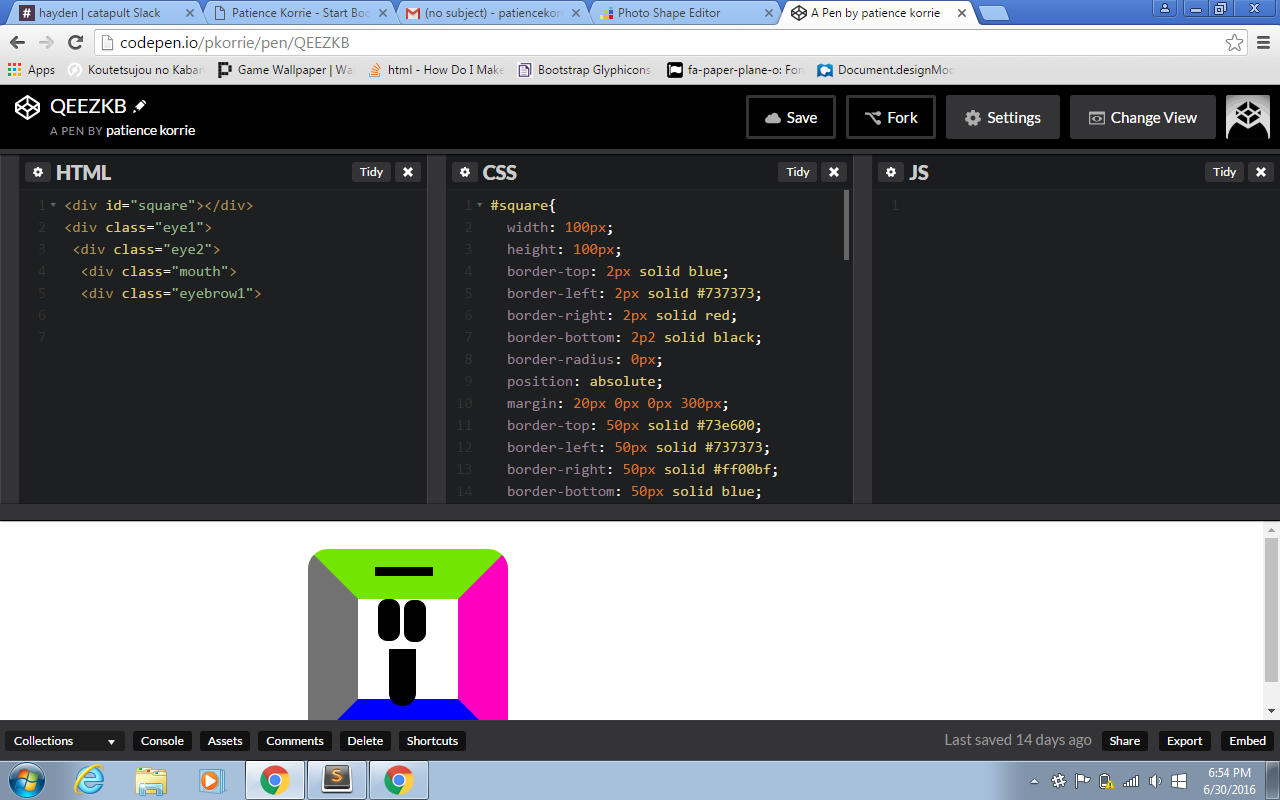 hayden | catapult Slack
Patience Korrie - Start Boo
(no subject) - patiencekor
Photo Shape Editor
A Pen by patience korrie
codepen.io/pkorrie/pen/QEEZKB
Apps
Koutetsujou no Kaban
Game Wallpaper | Wa
html - How Do I Make
Bootstrap Glyphicons
fa-paper-plane-o: Fon
Document.designMod
QEEZKB
A PEN BY patience korrie
Save
Fork
Settings
Change View
HTML
Tidy
1 <div id="square"></div>
2 <div class="eye1">
3 <div class="eye2">
4 <div class="mouth">
5 <div class="eyebrow1">
6
7
CSS
Tidy
1 #square{
2 width: 100px;
3 height: 100px;
4 border-top: 2px solid blue;
5 border-left: 2px solid #737373;
6 border-right: 2px solid red;
7 border-bottom: 2p2 solid black;
8 border-radius: 0px;
9 position: absolute;
10 margin: 20px 0px 0px 300px;
11 border-top: 50px solid #73e600;
12 border-left: 50px solid #737373;
13 border-right: 50px solid #ff00bf;
14 border-bottom: 50px solid blue;
JS
Tidy
1
Collections
Console
Assets
Comments
Delete
Shortcuts
Last saved 14 days ago
Share
Export
Embed
6:54 PM
6/30/2016